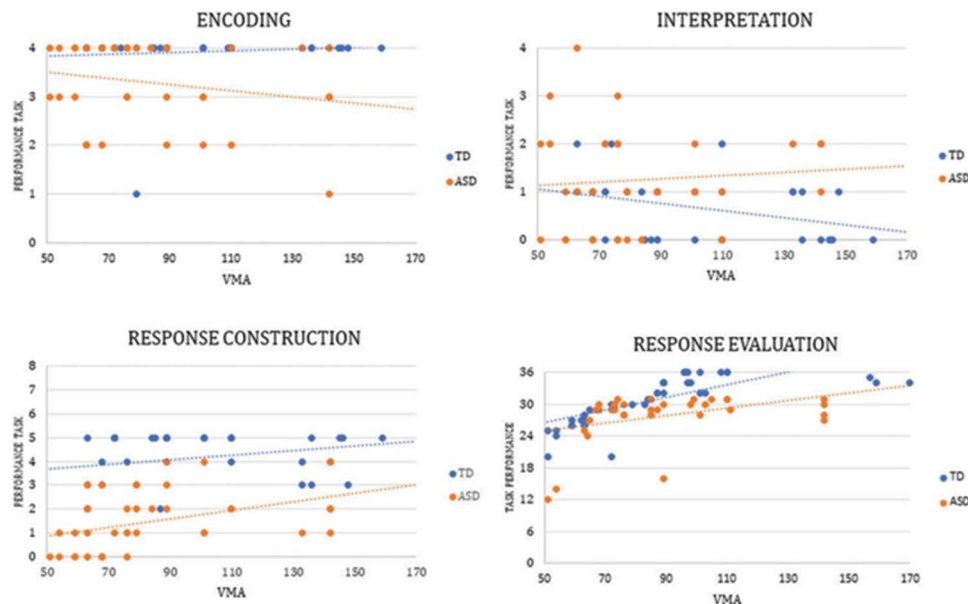 ENCODING
PERFORMANCE TASK
4
3
2
1
0
50 70 90 110 130 150 170
VMA
TD
ASD
INTERPRETATION
PERFORMANCE TASK
4
3
2
1
0
50 70 90 110 130 150 170
VMA
TD
ASD
RESPONSE CONSTRUCTION
PERFORMANCE TASK
8
7
6
5
4
3
2
1
0
50 70 90 110 130 150 170
VMA
TD
ASD
RESPONSE EVALUATION
TASK PERFORMANCE
36
30
24
18
12
6
0
50 70 90 110 130 150 170
VMA
TD
ASD